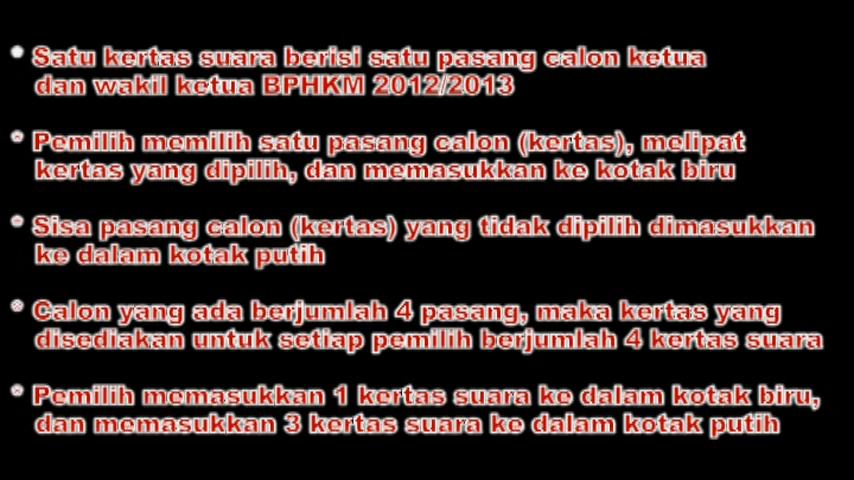 * Satu kertas suara berisi satu pasang calon ketua
dan wakil ketua BPHKM 2012/2013
* Pemilih memilih satu pasang calon (kertas), melipat
kertas yang dipilih, dan memasukkan ke kotak biru
* Sisa pasang calon (kertas) yang tidak dipilih dimasukkan
ke dalam kotak putih
* Calon yang ada berjumlah 4 pasang, maka kertas yang
disediakan untuk setiap pemilih berjumlah 4 kertas suara
* Pemilih memasukkan 1 kertas suara ke dalam kotak biru,
dan memasukkan 3 kertas suara ke dalam kotak putih